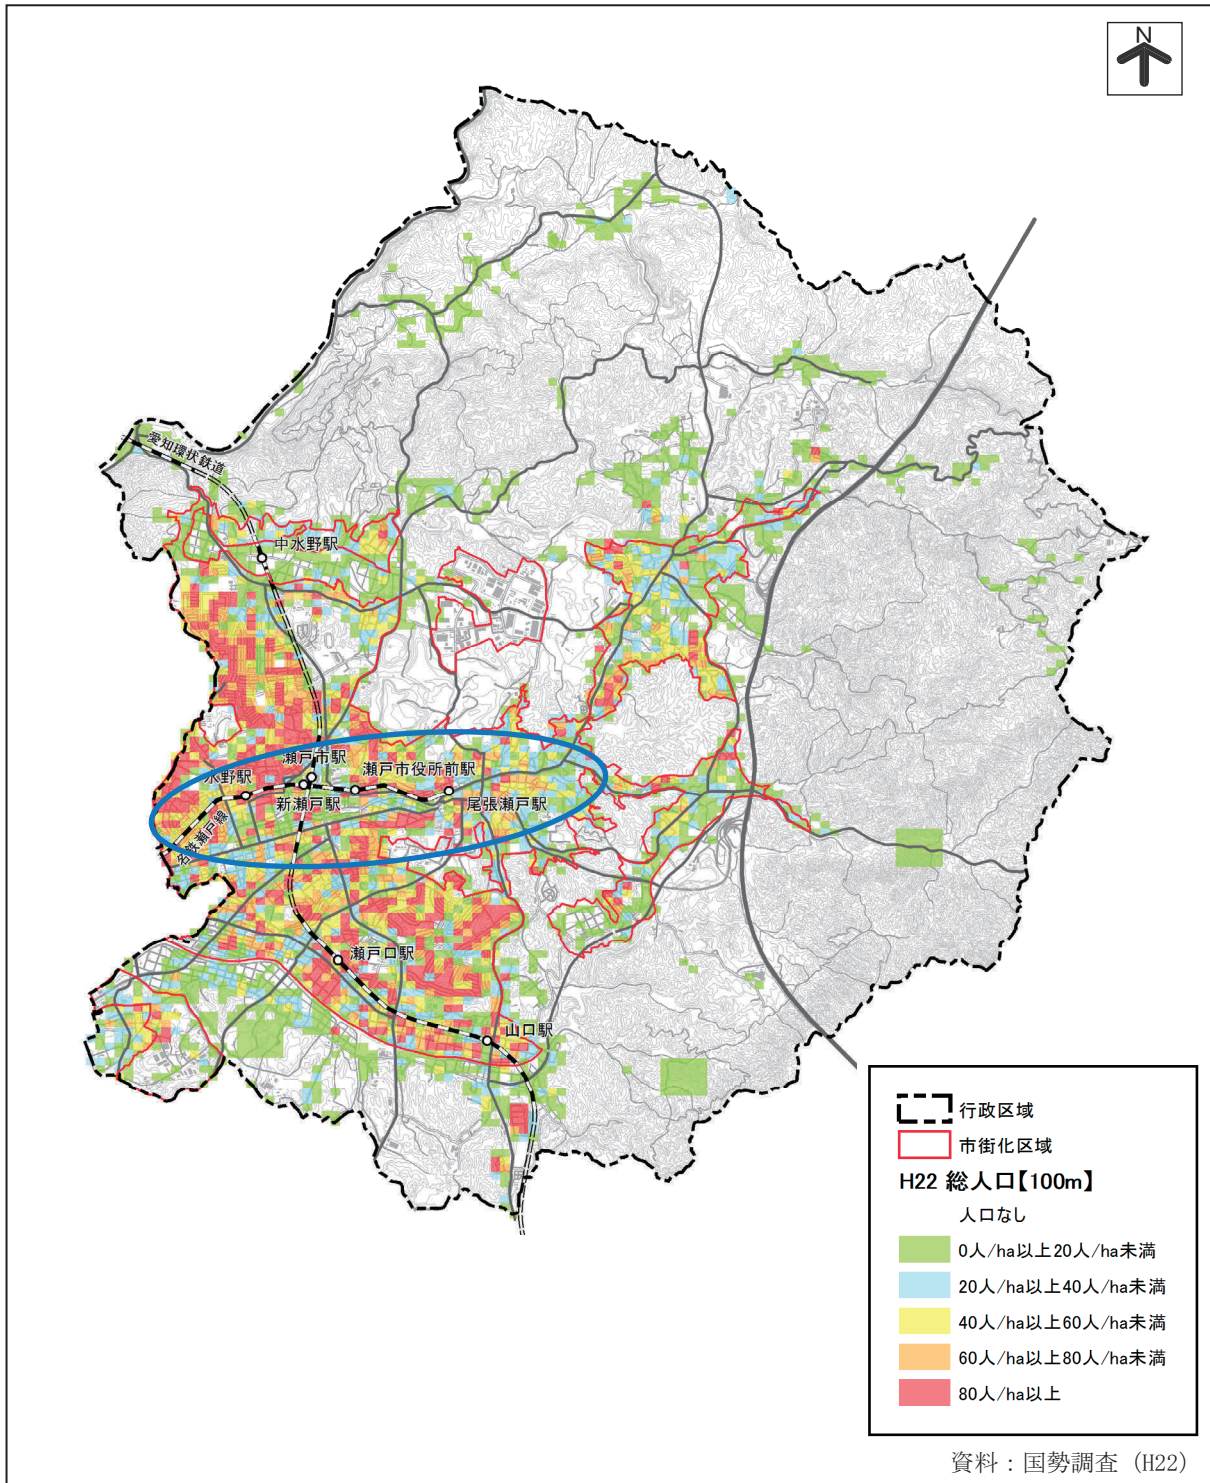 N
愛知環状鉄道
中水野駅
瀬戸市駅
水野駅
瀬戸市役所前駅
新瀬戸駅
尾張瀬戸駅
名鉄瀬戸線
瀬戸口駅
山口駅
行政区域
市街化区域
H22 総人口【100m】
人口なし
0人/ha以上20人/ha未満
20人/ha以上40人/ha未満
40人/ha以上60人/ha未満
60人/ha以上80人/ha未満
80人/ha以上
資料：国勢調査（H22）